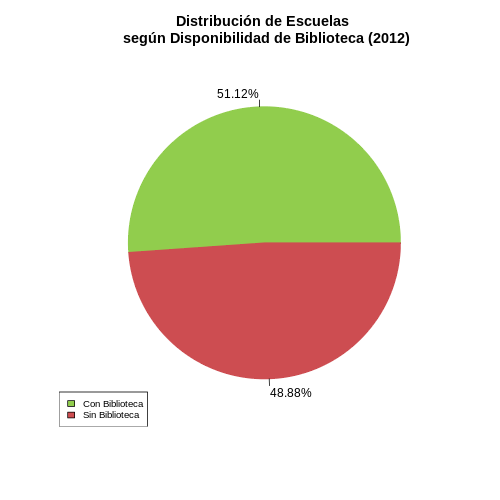 Distribución de Escuelas
según Disponibilidad de Biblioteca (2012)
51.12%
48.88%
Con Biblioteca
Sin Biblioteca